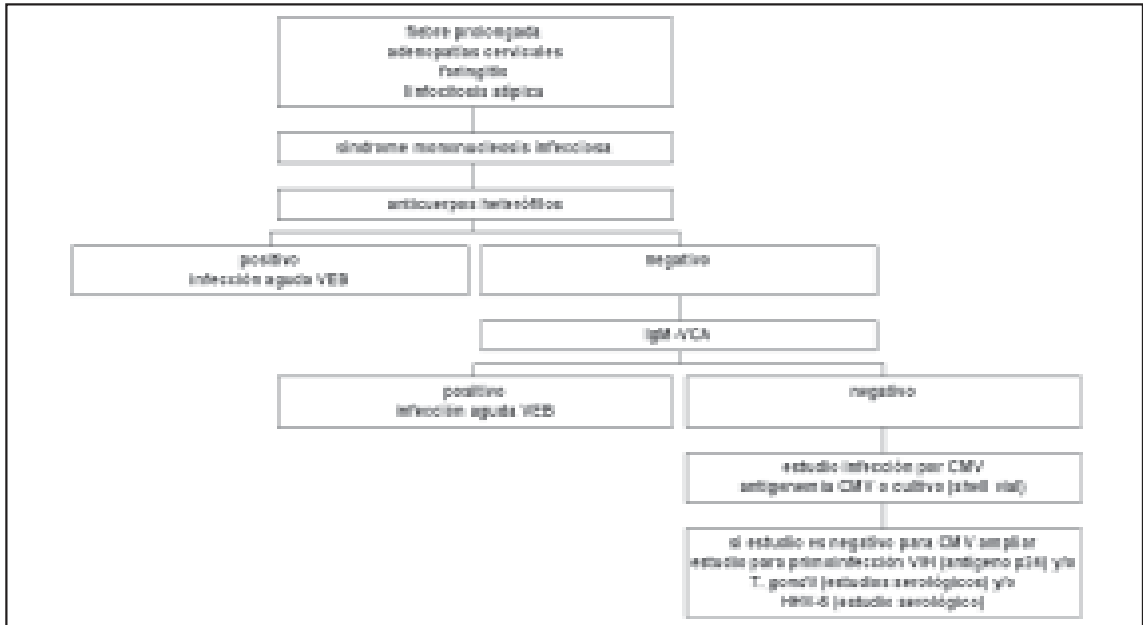 fiebre prolongada
adenopatías cervicales
faringitis
linfocitosis atípica
síndrome mononucleosis infecciosa
anticuerpos heterófilos
positivo
infección aguda VEB
negativo
IgM-VCA
positivo
infección aguda VEB
negativo
estudio infección por CMV
antigenemia CMV o cultivo (shell vial)
si estudio es negativo para CMV ampliar
estudio para primoinfección VIH (antígeno p24) y/o
T. gondii (estudios serológicos) y/o
HHV-6 (estudio serológico)